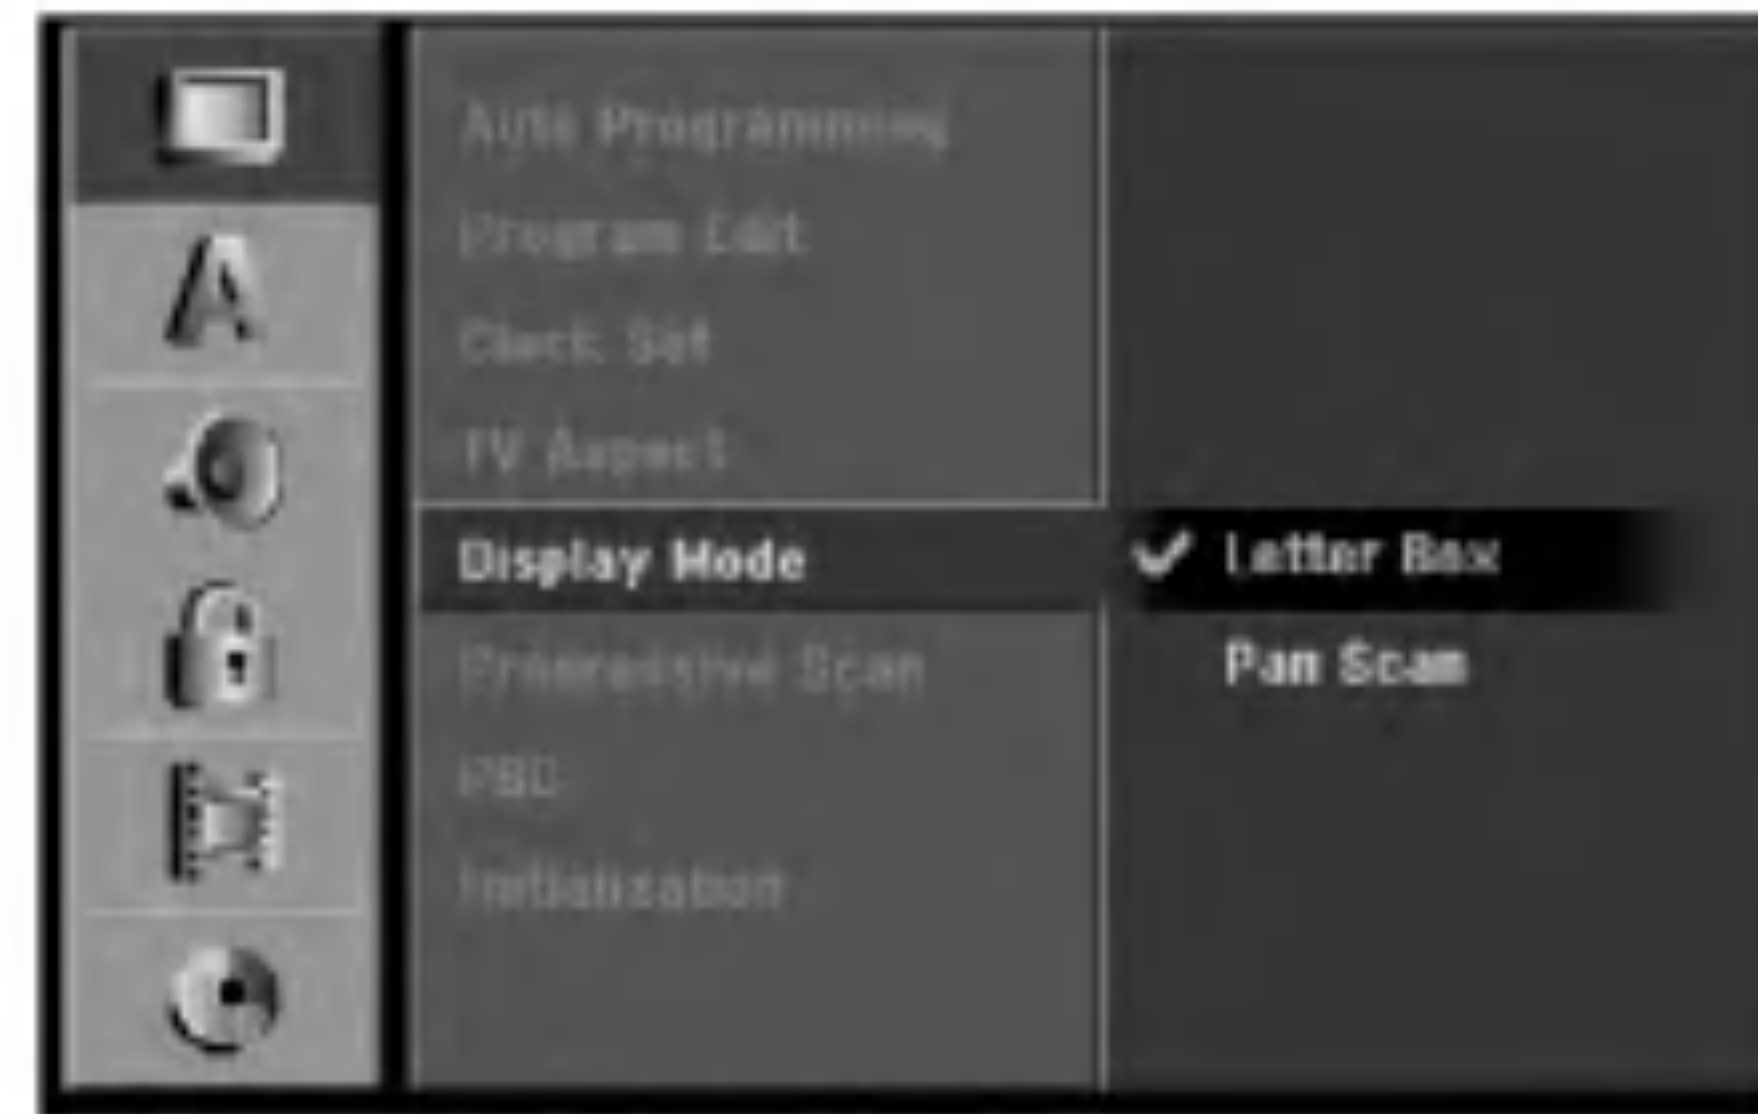 A
Auto Programming
Program Edit
Clock Set
TV Aspect
Display Mode
Letter Box
Pan Scan
Progressive Scan
PBC
Initialization